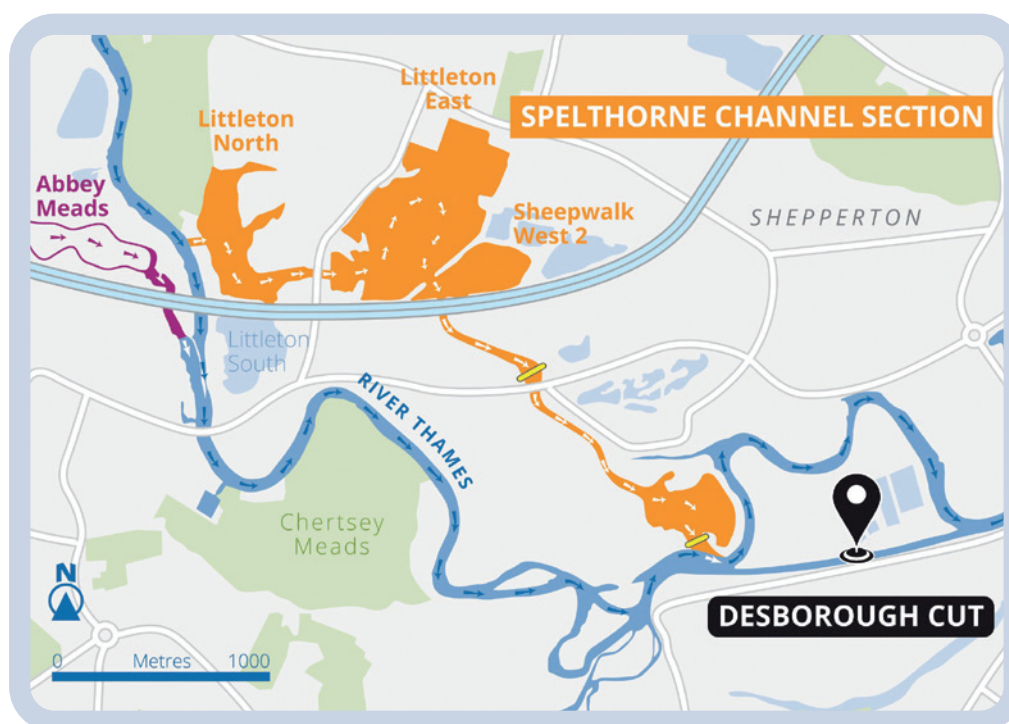 Littleton
East
SPELTHORNE CHANNEL SECTION
Littleton
North
Abbey
Meads
Sheepwalk
West 2
SHEPPERTON
Littleton
South
RIVER THAMES
Chertsey
Meads
N
DESBOROUGH CUT
0 Metres 1000